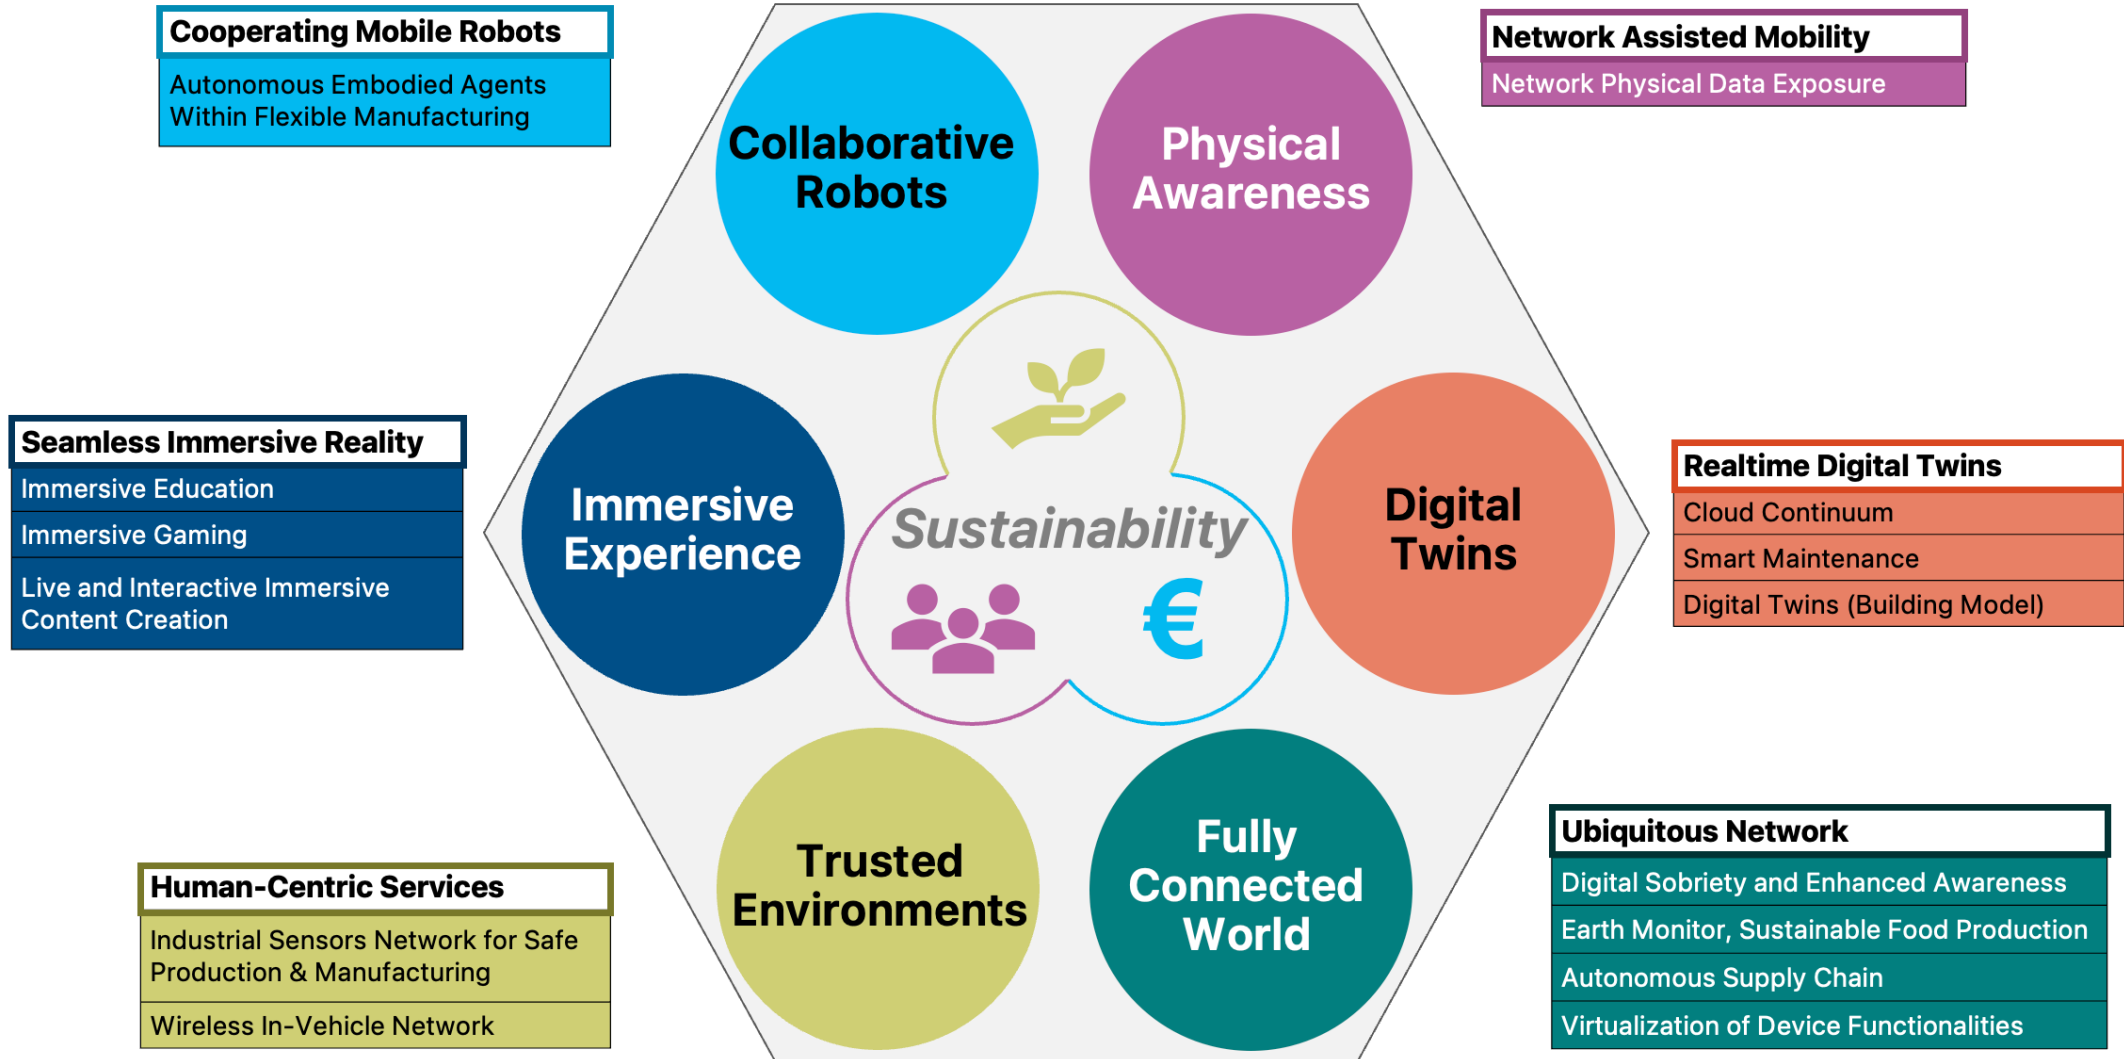 Cooperating Mobile Robots
Autonomous Embodied Agents
Within Flexible Manufacturing
Network Assisted Mobility
Network Physical Data Exposure
Collaborative
Robots
Physical
Awareness
Seamless Immersive Reality
Immersive Education
Immersive Gaming
Live and Interactive Immersive
Content Creation
Immersive
Experience
Sustainability
€
Digital
Twins
Realtime Digital Twins
Cloud Continuum
Smart Maintenance
Digital Twins (Building Model)
Human-Centric Services
Industrial Sensors Network for Safe
Production & Manufacturing
Wireless In-Vehicle Network
Trusted
Environments
Fully
Connected
World
Ubiquitous Network
Digital Sobriety and Enhanced Awareness
Earth Monitor, Sustainable Food Production
Autonomous Supply Chain
Virtualization of Device Functionalities